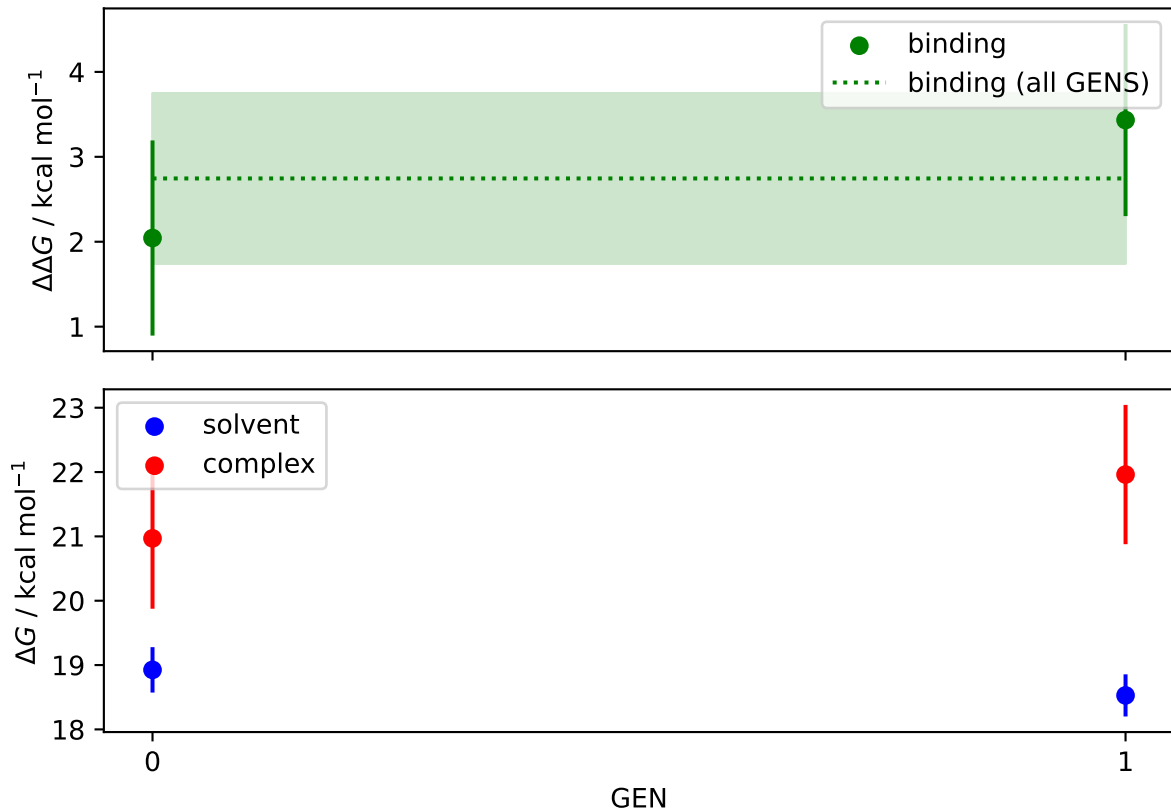 binding
binding (all GENS)
4
3
2
1
ΔΔG / kcal mol⁻¹
solvent
complex
23
22
21
20
19
18
ΔG / kcal mol⁻¹
0 1
GEN